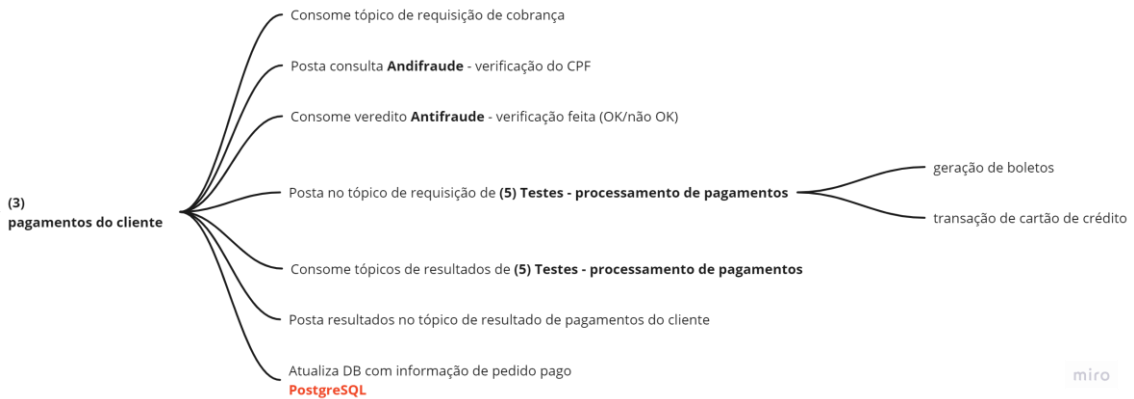 Consome tópico de requisição de cobrança
Posta consulta Andifraude - verificação do CPF
Consome veredito Antifraude - verificação feita (OK/não OK)
geração de boletos
Posta no tópico de requisição de (5) Testes - processamento de pagamentos
(3)
pagamentos do cliente
transação de cartão de crédito
Consome tópicos de resultados de (5) Testes - processamento de pagamentos
Posta resultados no tópico de resultado de pagamentos do cliente
Atualiza DB com informação de pedido pago
PostgreSQL
miro